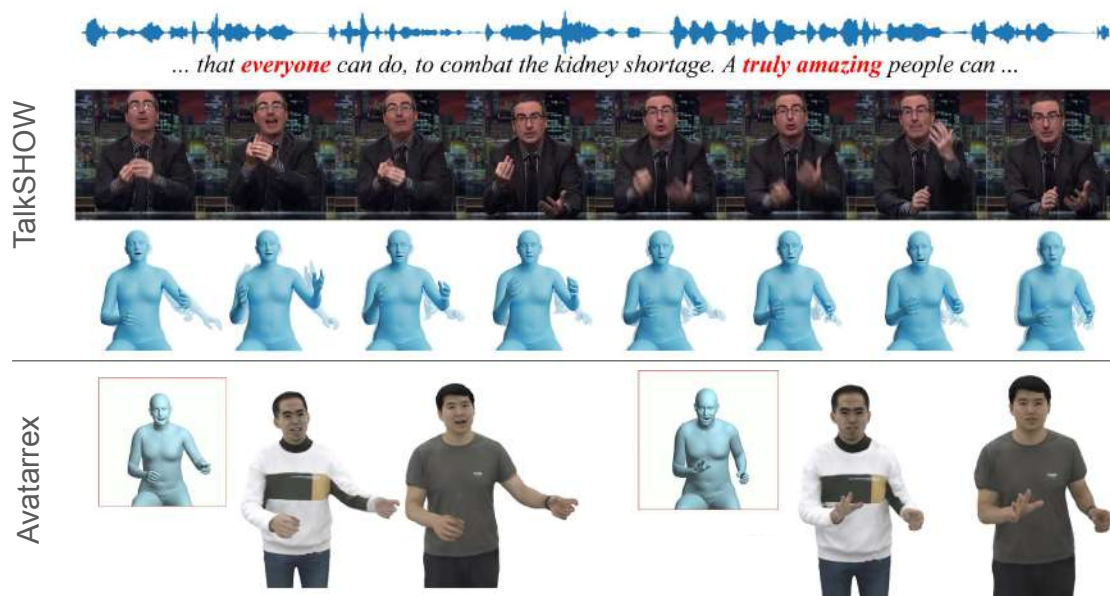 ... that everyone can do, to combat the kidney shortage. A truly amazing people can ...
TalkSHOW
Avatarrex